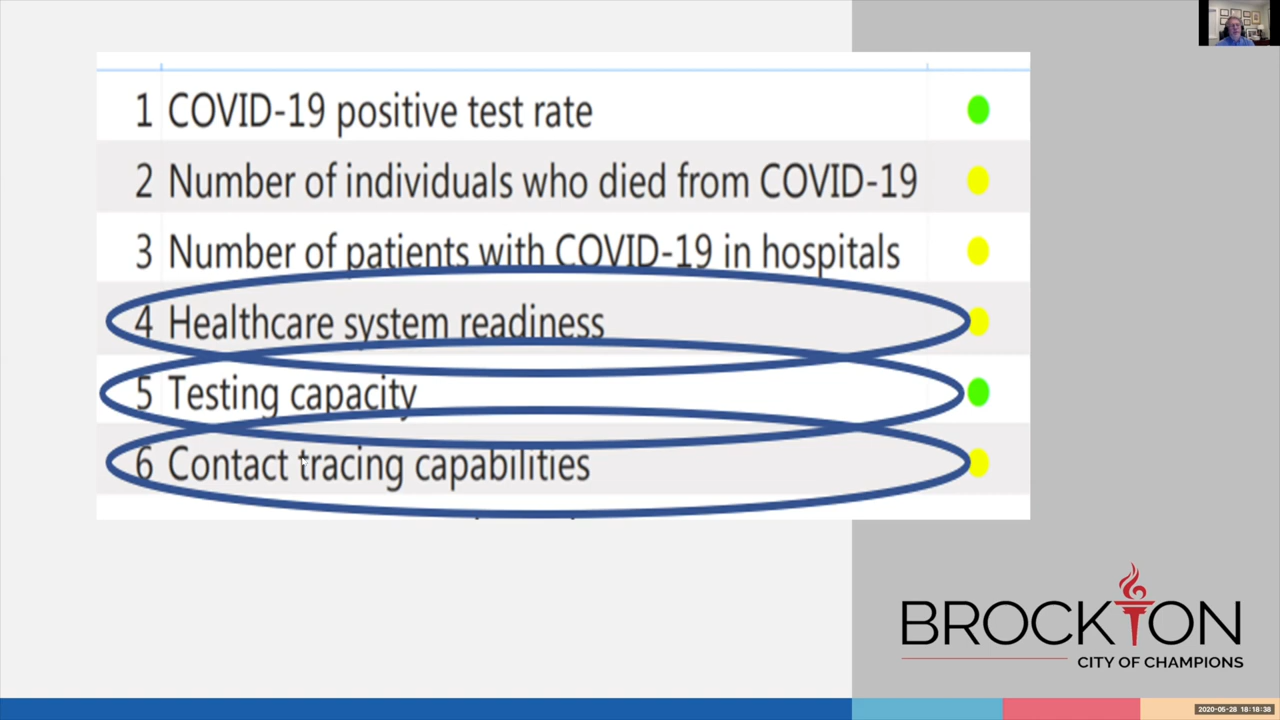 1 COVID-19 positive test rate
2 Number of individuals who died from COVID-19
3 Number of patients with COVID-19 in hospitals
4 Healthcare system readiness
5 Testing capacity
6 Contact tracing capabilities
BROCKTON
CITY OF CHAMPIONS
2020-05-28 18:18:38